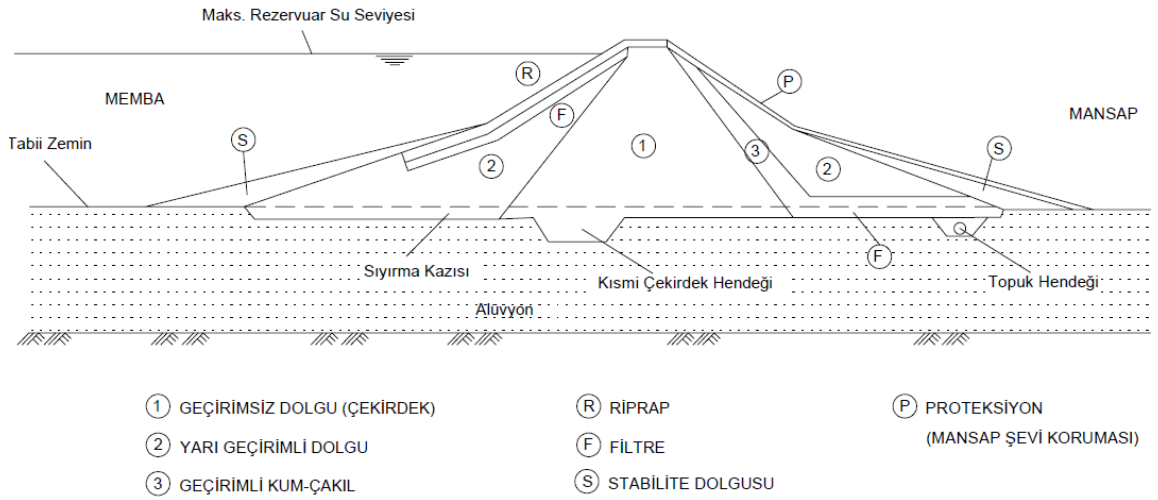 Maks. Rezervuar Su Seviyesi
R
P
MEMBA
MANSAP
F
Tabii Zemin
S
1
3
S
2
2
Sıyırma Kazısı
Kısmi Çekirdek Hendeği
F
Topuk Hendeği
Alüvyon
1 GEÇİRİMSİZ DOLGU (ÇEKİRDEK)
2 YARI GEÇİRİMLİ DOLGU
3 GEÇİRİMLİ KUM-ÇAKIL
R RİPRAP
F FİLTRE
S STABİLİTE DOLGUSU
P PROTEKSİYON
(MANSAP ŞEVİ KORUMASI)